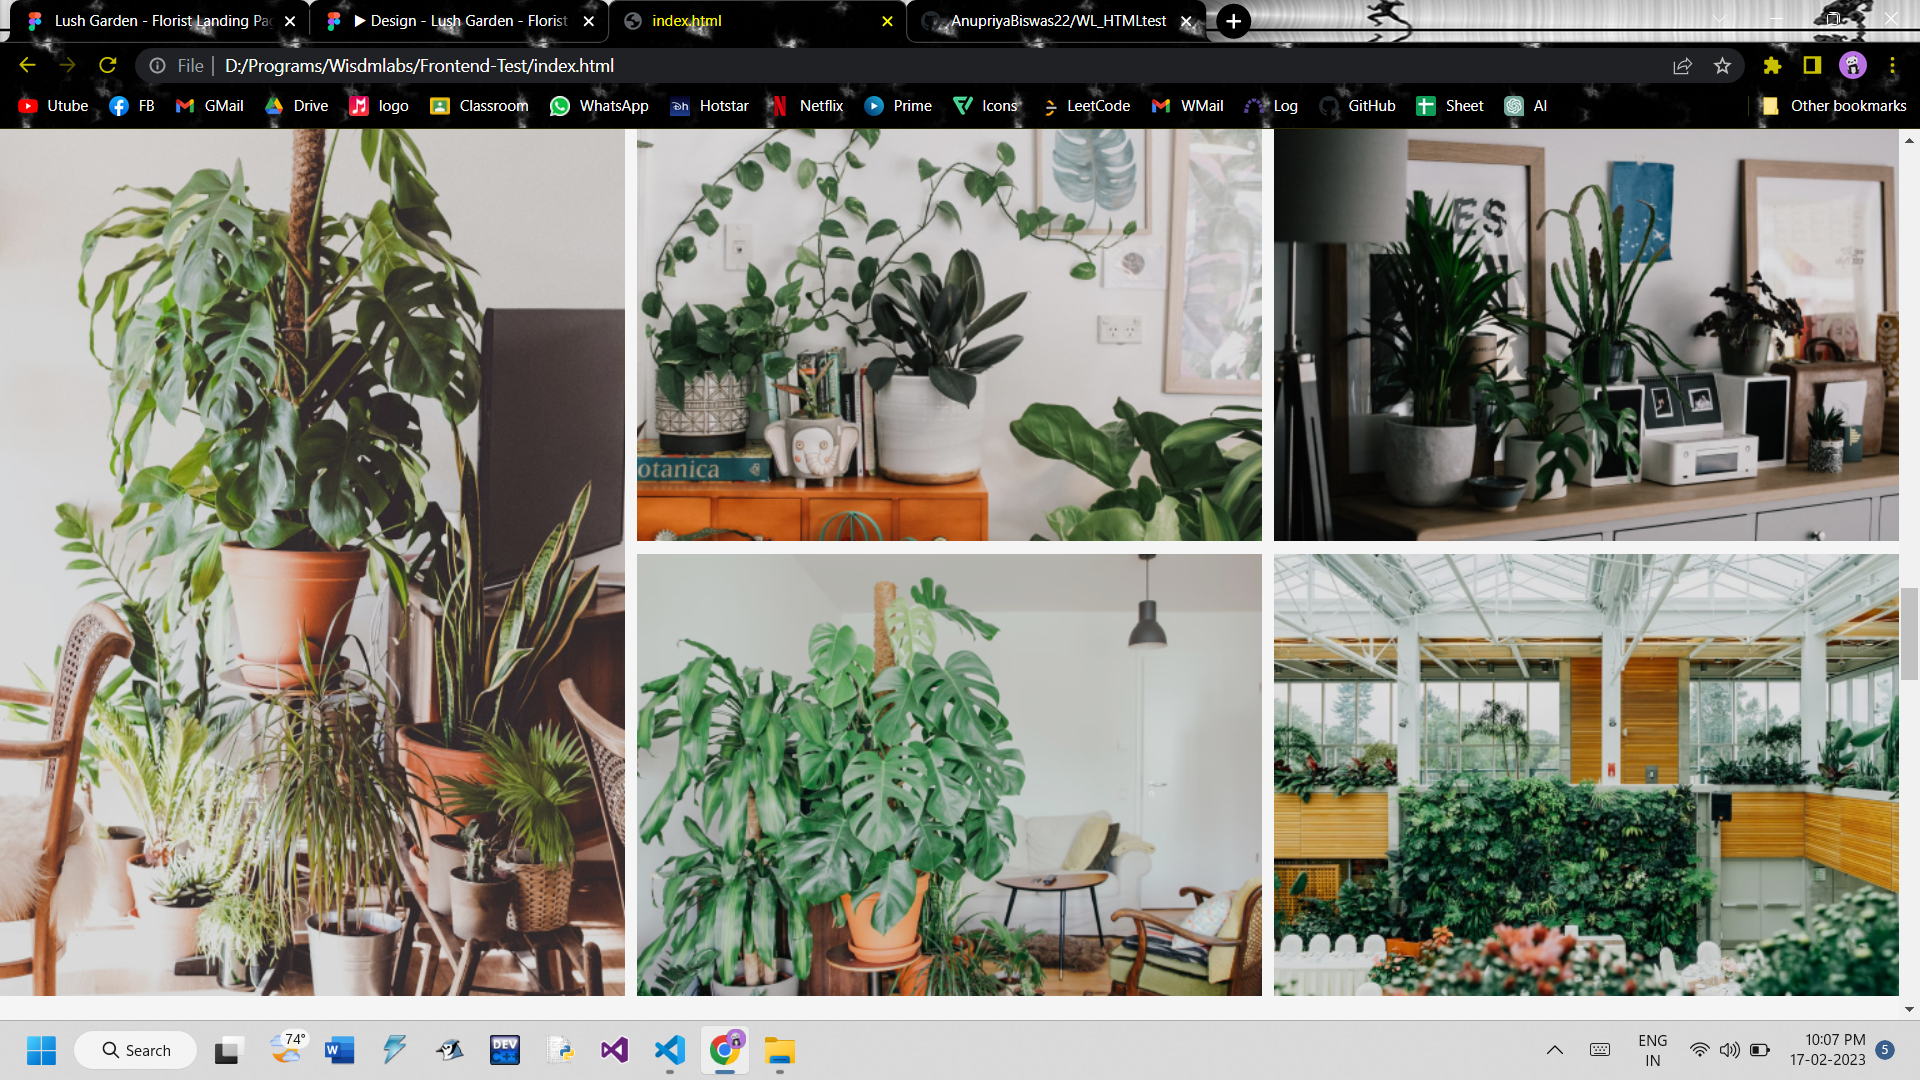 Lush Garden - Florist Landing Pa
▶ Design - Lush Garden - Florist
index.html
AnupriyaBiswas22/WL_HTMLtest
File | D:/Programs/Wisdmlabs/Frontend-Test/index.html
Utube FB GMail Drive logo Classroom WhatsApp Hotstar Netflix Prime Icons LeetCode WMail Log GitHub Sheet AI Other bookmarks
LES
otanica
Search 74° ENG 10:07 PM
IN 17-02-2023 5